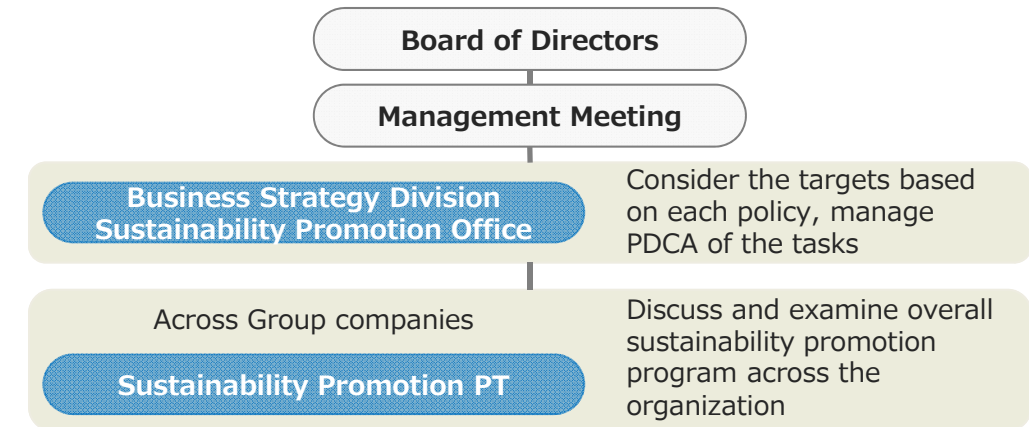 Board of Directors
Management Meeting
Business Strategy Division
Sustainability Promotion Office
Consider the targets based
on each policy, manage
PDCA of the tasks
Across Group companies
Sustainability Promotion PT
Discuss and examine overall
sustainability promotion
program across the
organization